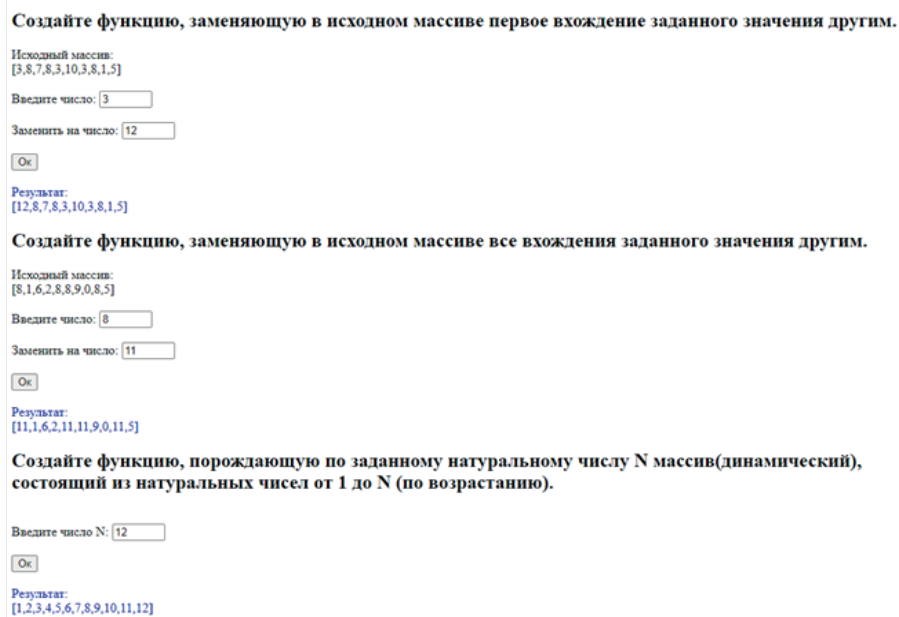 Создайте функцию, заменяющую в исходном массиве первое вхождение заданного значения другим.
Исходный массив:
[3,8,7,8,3,10,3,8,1,5]
Введите число: 3
Заменить на число: 12
Ок
Результат:
[12,8,7,8,3,10,3,8,1,5]
Создайте функцию, заменяющую в исходном массиве все вхождения заданного значения другим.
Исходный массив:
[8,1,6,2,8,8,9,0,8,5]
Введите число: 8
Заменить на число: 11
Ок
Результат:
[11,1,6,2,11,11,9,0,11,5]
Создайте функцию, порождающую по заданному натуральному числу N массив(динамический),
состоящий из натуральных чисел от 1 до N (по возрастанию).
Введите число N: 12
Ок
Результат:
[1,2,3,4,5,6,7,8,9,10,11,12]